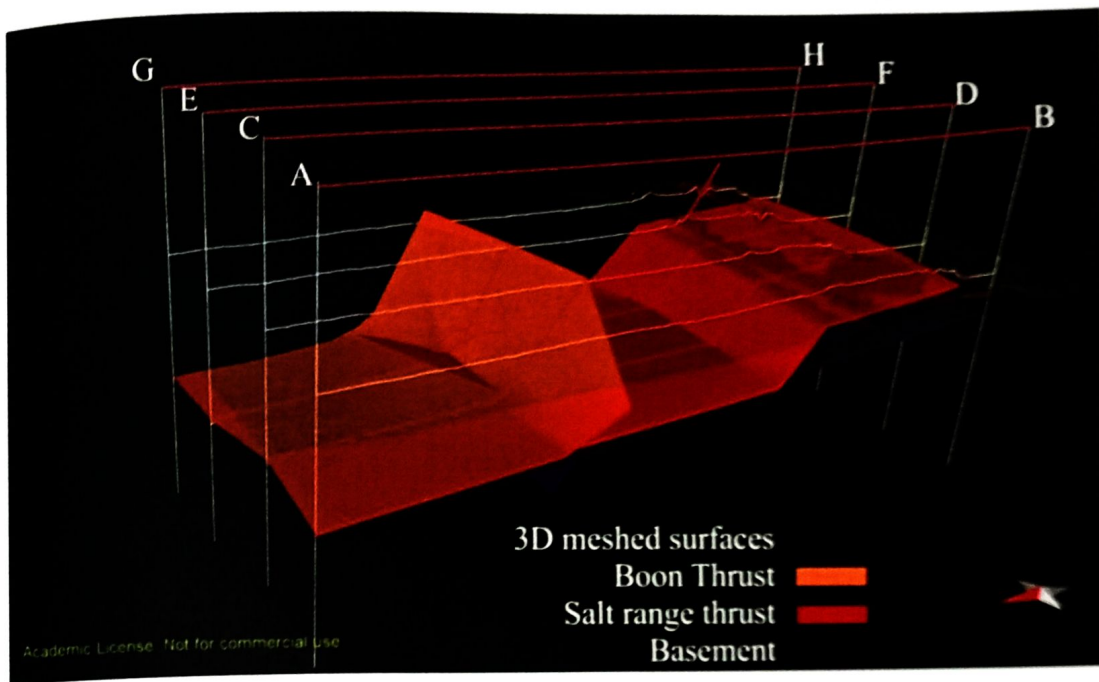 G
H
E
F
C
D
A
B
3D meshed surfaces
Boon Thrust
Salt range thrust
Basement
Academic License. Not for commercial use